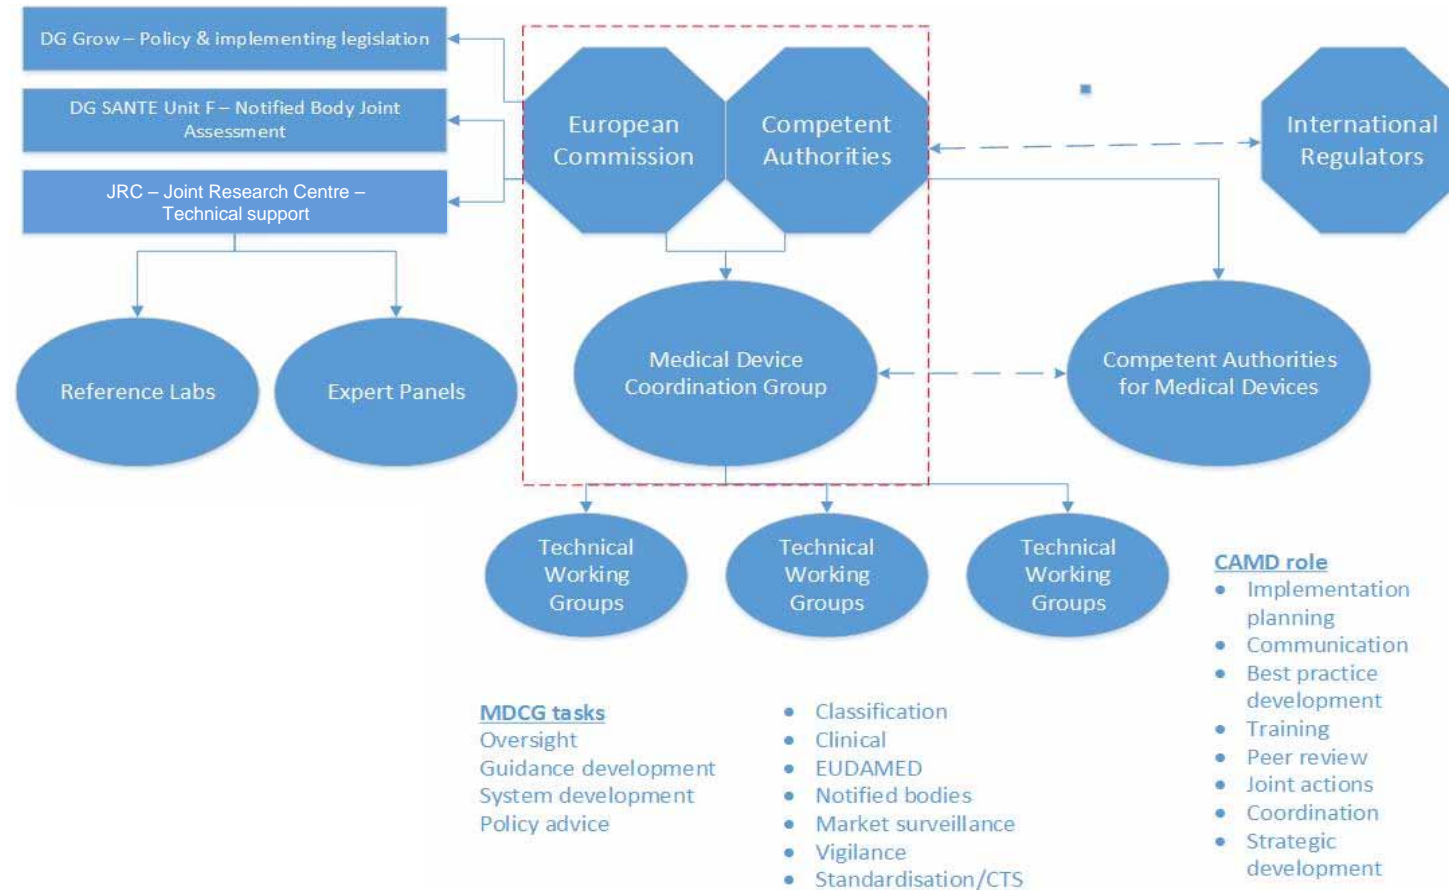 DG Grow – Policy & implementing legislation
DG SANTE Unit F – Notified Body Joint
Assessment
JRC – Joint Research Centre –
Technical support
European
Commission
Competent
Authorities
International
Regulators
Reference Labs
Expert Panels
Medical Device
Coordination Group
Competent Authorities
for Medical Devices
Technical
Working
Groups
Technical
Working
Groups
Technical
Working
Groups
MDCG tasks
Oversight
Guidance development
System development
Policy advice
• Classification
• Clinical
• EUDAMED
• Notified bodies
• Market surveillance
• Vigilance
• Standardisation/CTS
CAMD role
• Implementation
planning
• Communication
• Best practice
development
• Training
• Peer review
• Joint actions
• Coordination
• Strategic
development